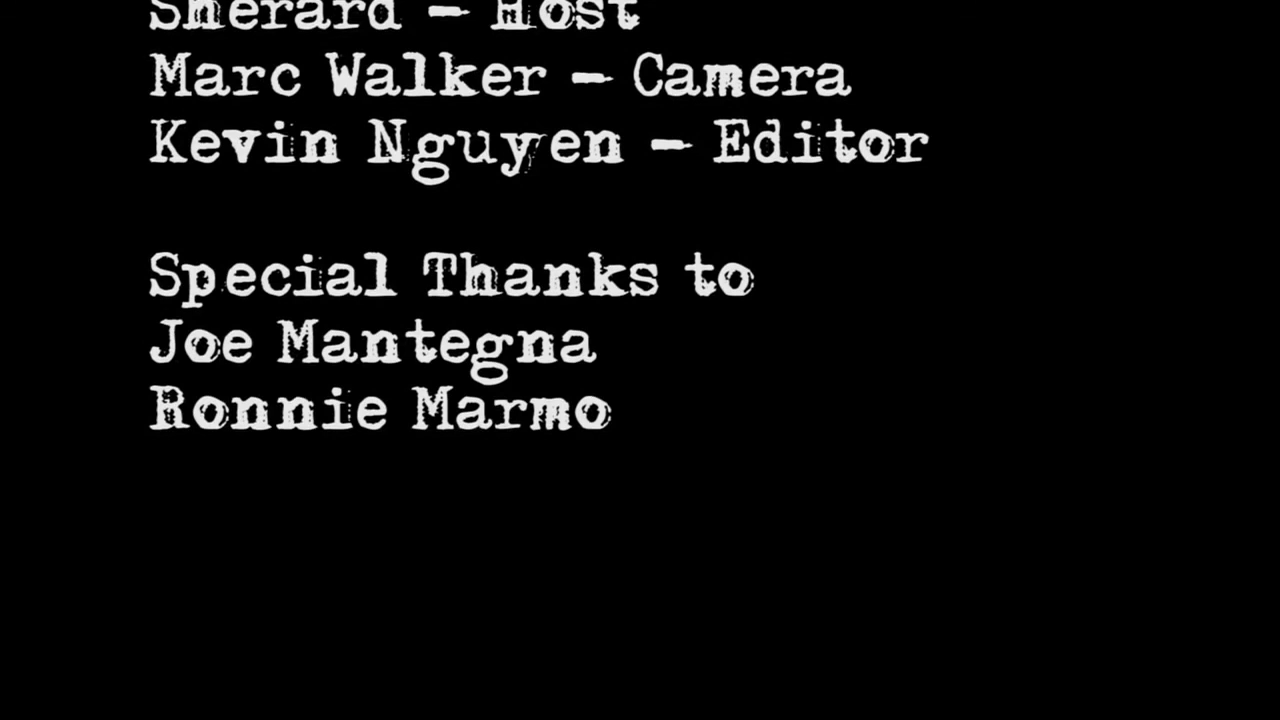 Sherard – Host
Marc Walker – Camera
Kevin Nguyen – Editor
Special Thanks to
Joe Mantegna
Ronnie Marmo